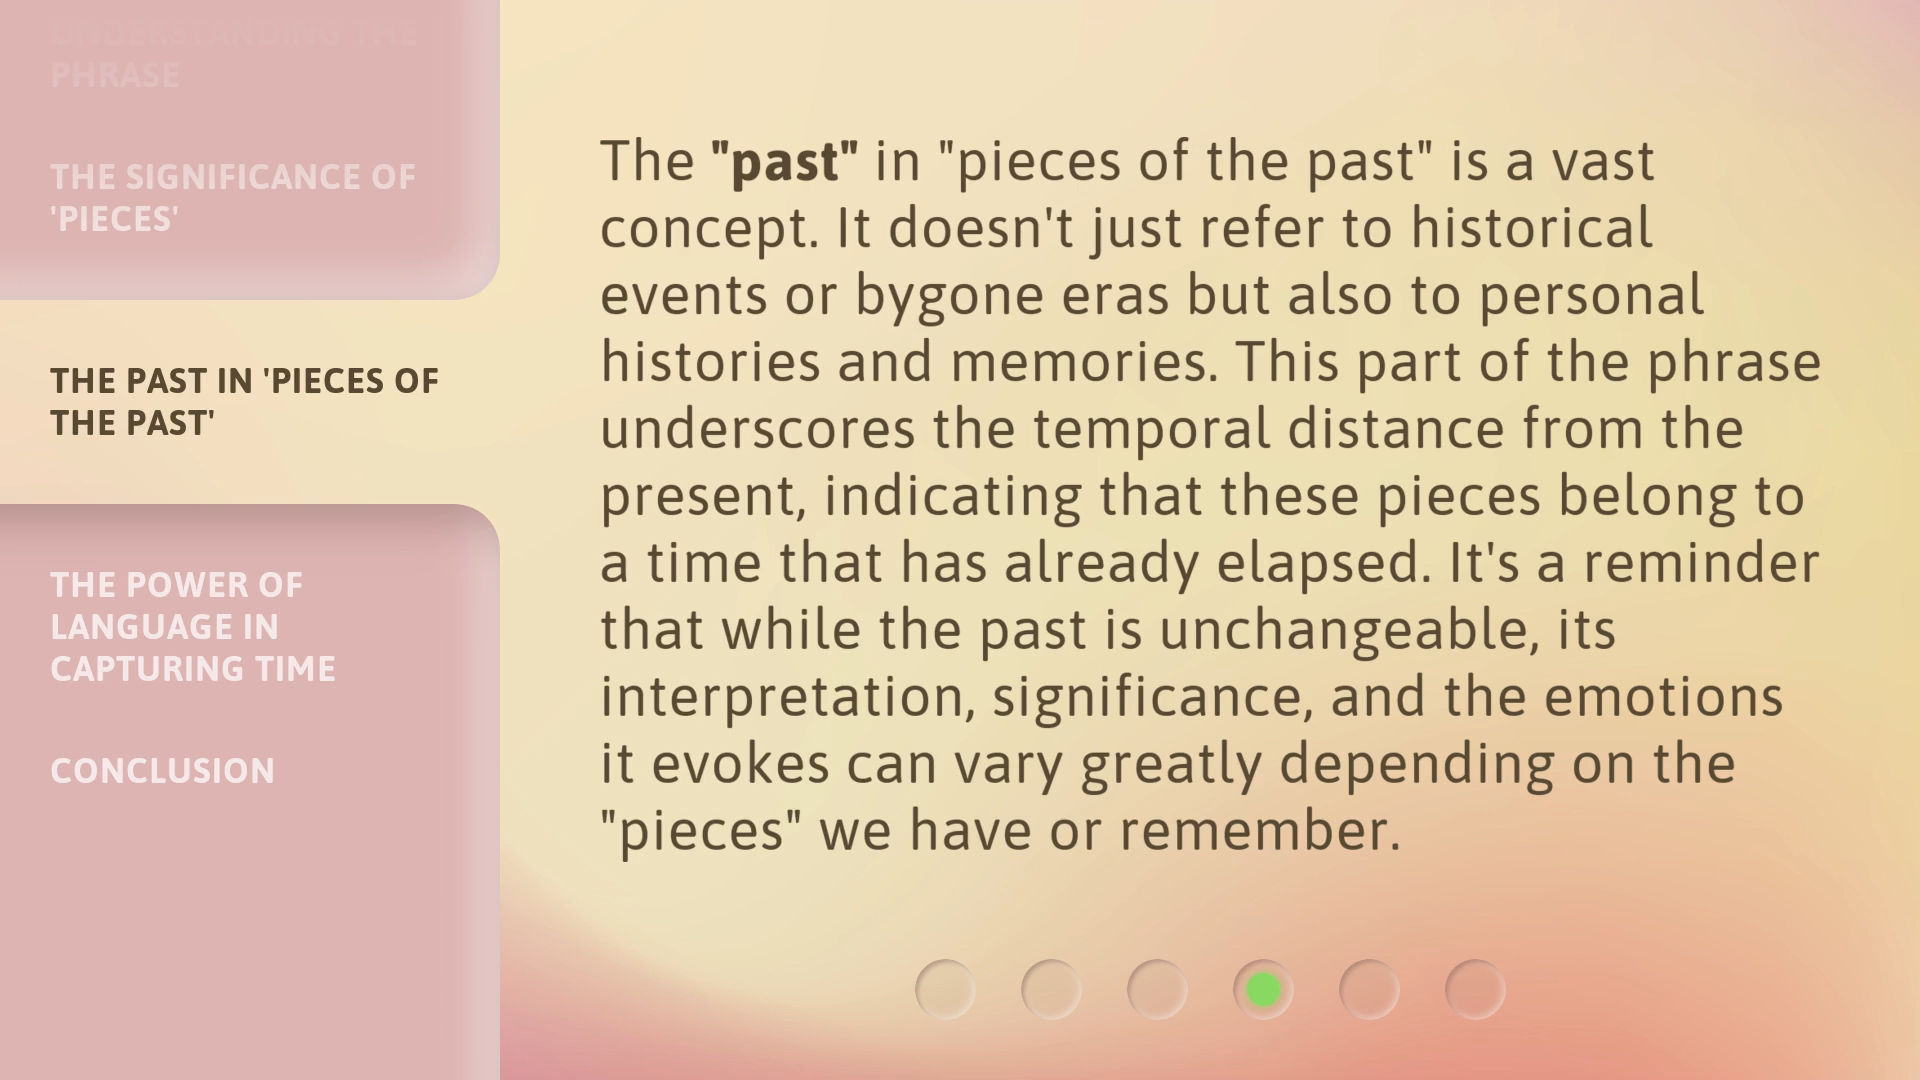 UNDERSTANDING THE
PHRASE
THE SIGNIFICANCE OF
'PIECES'
THE PAST IN 'PIECES OF
THE PAST'
THE POWER OF
LANGUAGE IN
CAPTURING TIME
CONCLUSION
The "past" in "pieces of the past" is a vast
concept. It doesn't just refer to historical
events or bygone eras but also to personal
histories and memories. This part of the phrase
underscores the temporal distance from the
present, indicating that these pieces belong to
a time that has already elapsed. It's a reminder
that while the past is unchangeable, its
interpretation, significance, and the emotions
it evokes can vary greatly depending on the
"pieces" we have or remember.